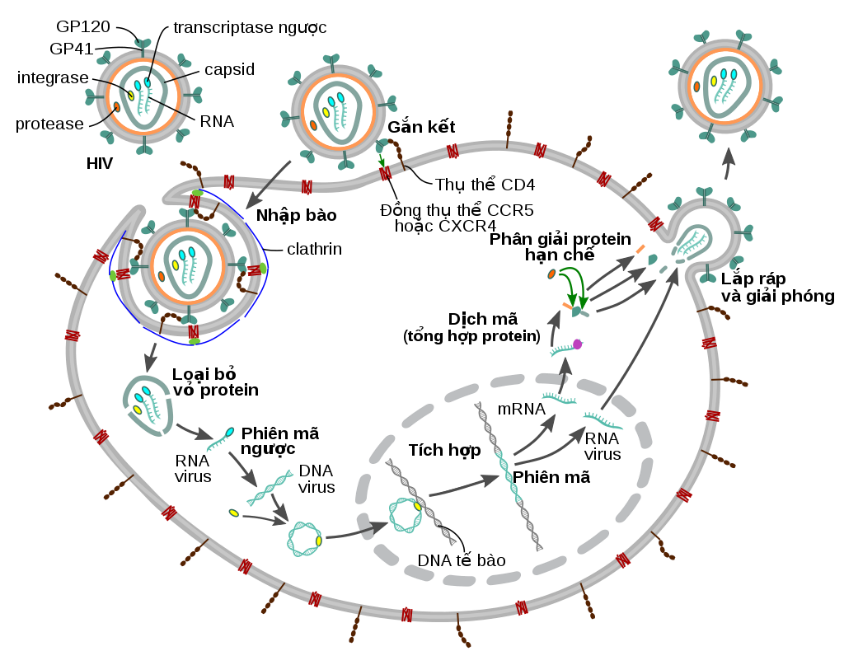 GP120
transcriptase ngược
GP41
integrase
capsid
protease
RNA
HIV
Gắn kết
Thụ thể CD4
Đồng thụ thể CCR5
hoặc CXCR4
Nhập bào
clathrin
Phân giải protein
hạn chế
Lắp ráp
và giải phóng
Dịch mã
(tổng hợp protein)
Loại bỏ
vỏ protein
mRNA
Phiên mã
ngược
RNA
virus
DNA
virus
Tích hợp
RNA
virus
Phiên mã
DNA tế bào